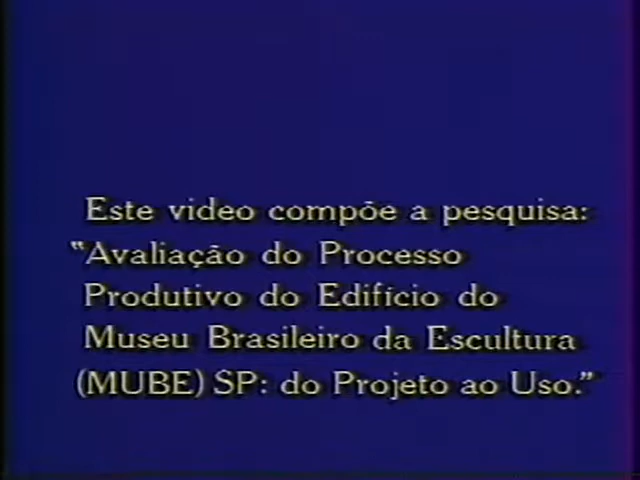 Este video compõe a pesquisa:
“Avaliação do Processo
Produtivo do Edifício do
Museu Brasileiro da Escultura
(MUBE) SP: do Projeto ao Uso.”